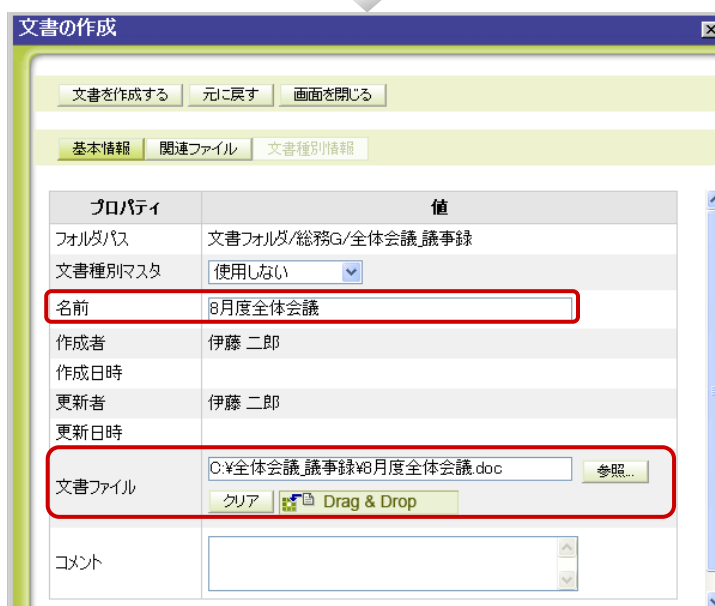 文書の作成
文書を作成する 元に戻す 画面を閉じる
基本情報 関連ファイル 文書種別情報
プロパティ 値
フォルダパス 文書フォルダ/総務G/全体会議_議事録
文書種別マスタ 使用しない
名前 8月度全体会議
作成者 伊藤 二郎
作成日時
更新者 伊藤 二郎
更新日時
文書ファイル C:¥全体会議_議事録¥8月度全体会議.doc 参照...
クリア Drag & Drop
コメント